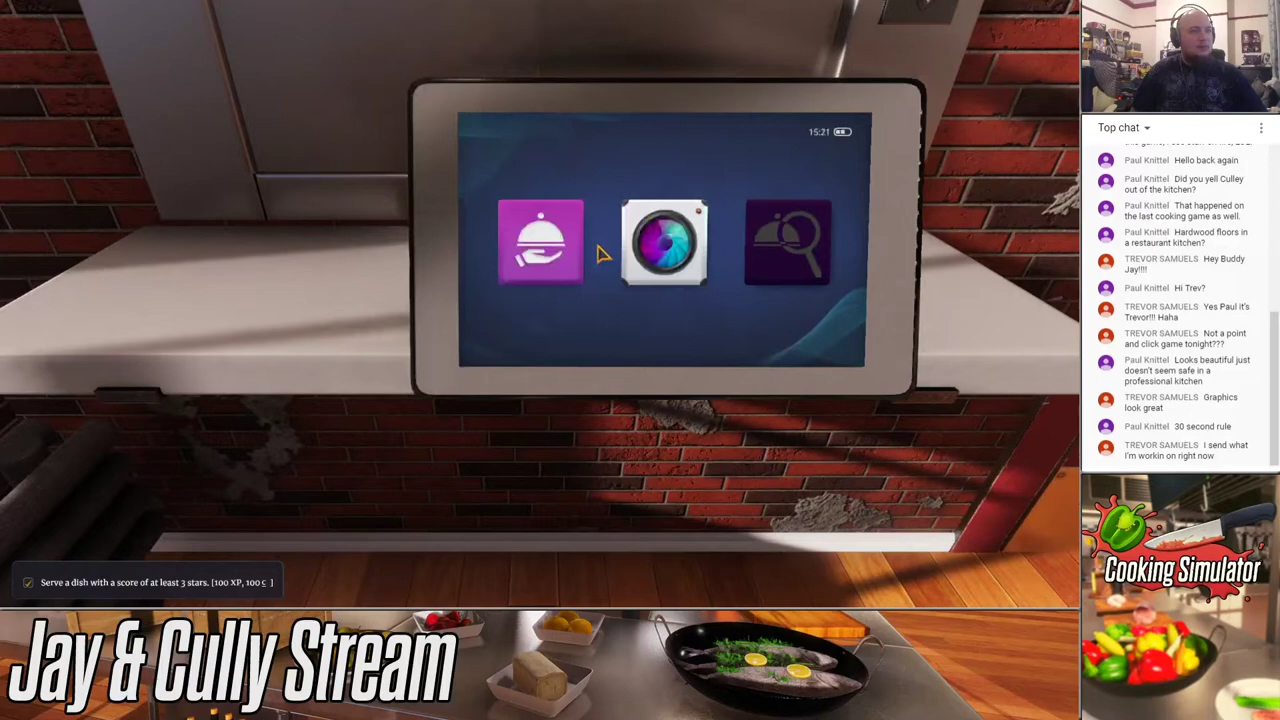 15:21
Serve a dish with a score of at least 3 stars. [100 XP, 100
Jay & Cully Stream
Top chat
Paul Knittel Hello back again
Paul Knittel Did you yell Culley
out of the kitchen?
Paul Knittel That happened on
the last cooking game as well.
Paul Knittel Hardwood floors in
a restaurant kitchen?
TREVOR SAMUELS Hey Buddy
Jay!!!!
Paul Knittel Hi Trev?
TREVOR SAMUELS Yes Paul it's
Trevor!!! Haha
TREVOR SAMUELS Not a point
and click game tonight???
Paul Knittel Looks beautiful just
doesn't seem safe in a
professional kitchen
TREVOR SAMUELS Graphics
look great
Paul Knittel 30 second rule
TREVOR SAMUELS I send what
I'm workin on right now
Cooking Simulator